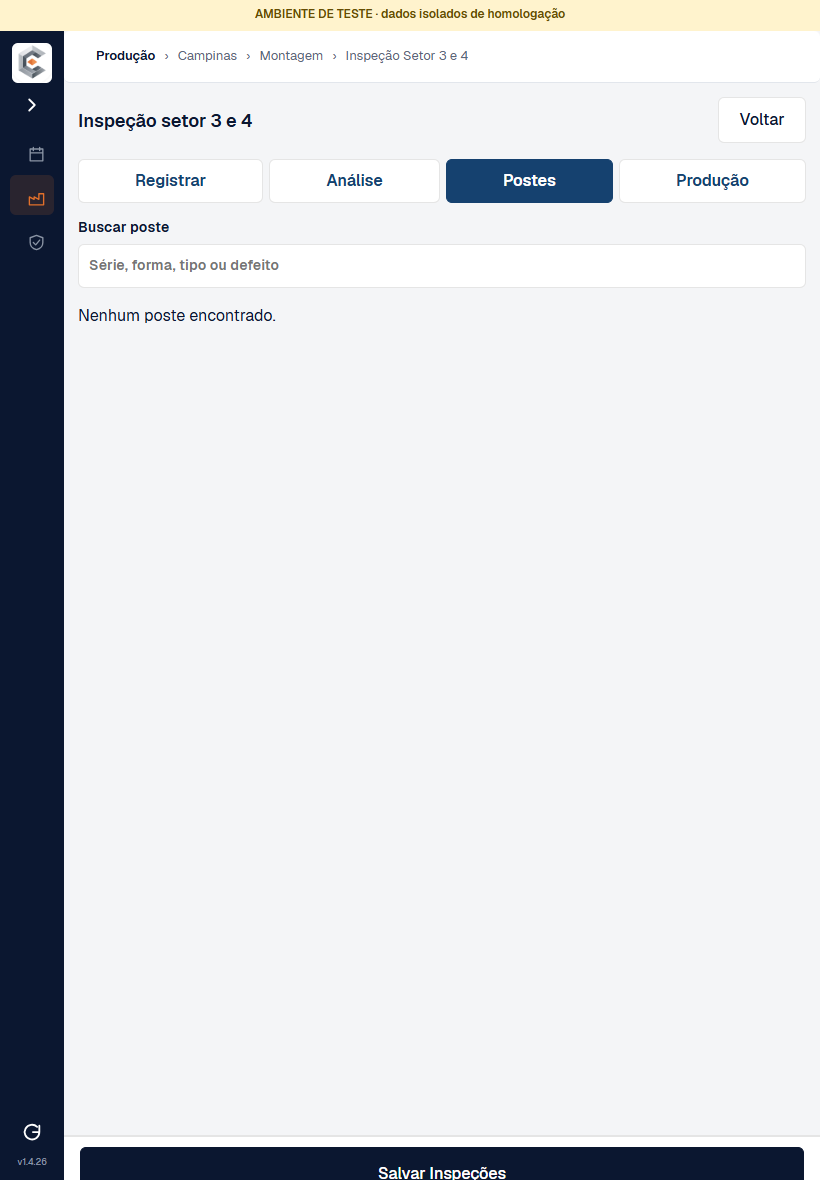 AMBIENTE DE TESTE · dados isolados de homologação
Produção › Campinas › Montagem › Inspeção Setor 3 e 4
Inspeção setor 3 e 4
Voltar
Registrar
Análise
Postes
Produção
Buscar poste
Série, forma, tipo ou defeito
Nenhum poste encontrado.
v1.4.26
Salvar Inspeções